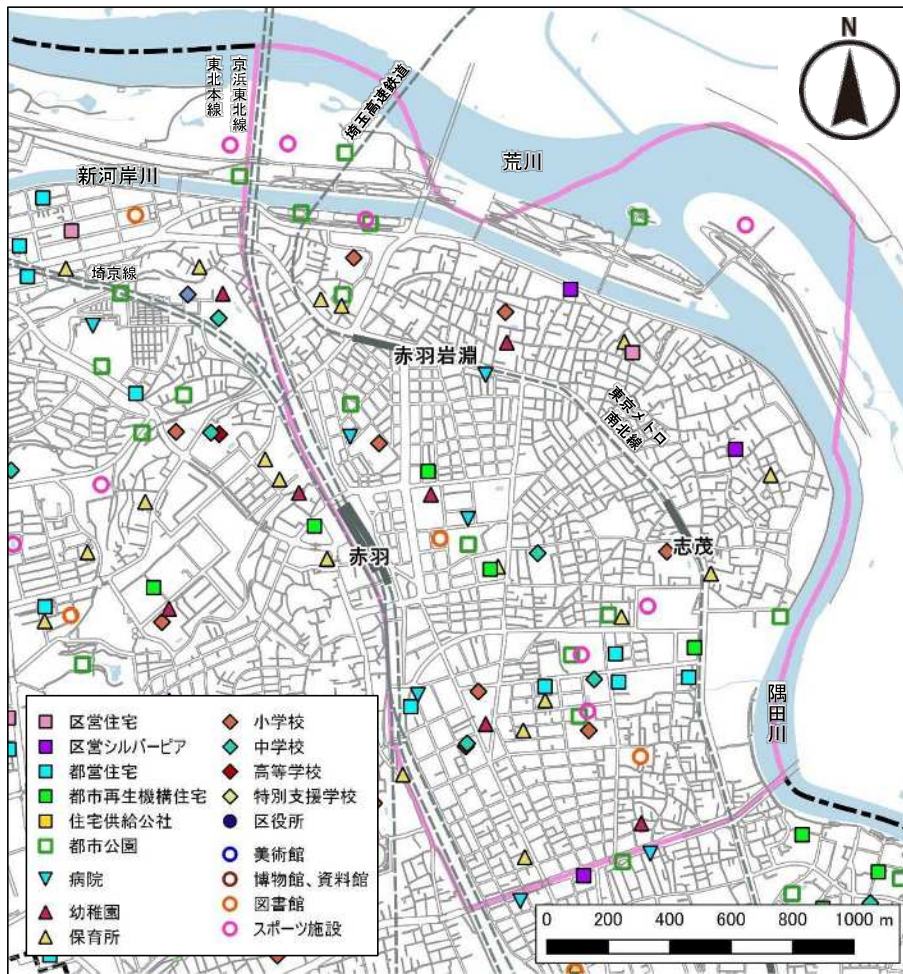 N
東北本線
京浜東北線
埼玉高速鉄道
荒川
新河岸川
埼京線
赤羽岩淵
東京メトロ
南北線
志茂
赤羽
隅田川
区営住宅
区営シルバーピア
都営住宅
都市再生機構住宅
住宅供給公社
都市公園
病院
幼稚園
保育所
小学校
中学校
高等学校
特別支援学校
区役所
美術館
博物館、資料館
図書館
スポーツ施設
0 200 400 600 800 1000 m